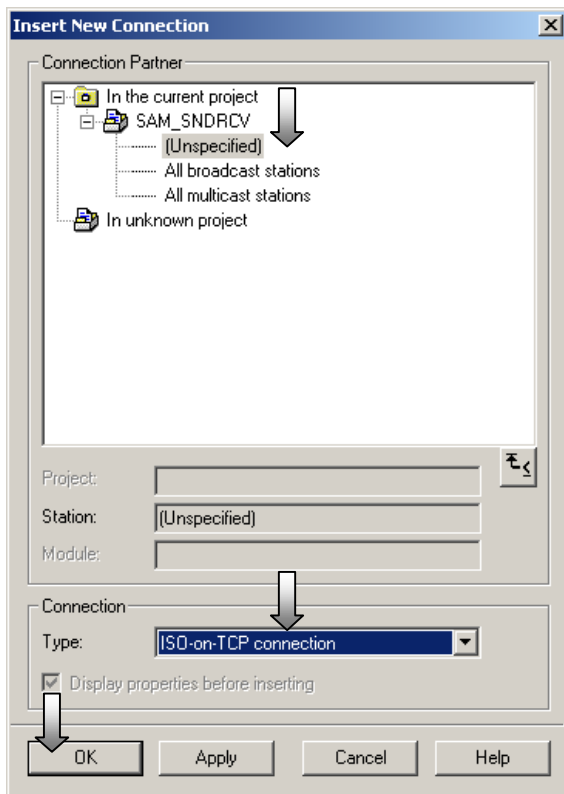 Insert New Connection
Connection Partner
In the current project
SAM_SNDRCV
(Unspecified)
All broadcast stations
All multicast stations
In unknown project
Project:
Station: (Unspecified)
Module:
Connection
Type: ISO-on-TCP connection
Display properties before inserting
OK Apply Cancel Help